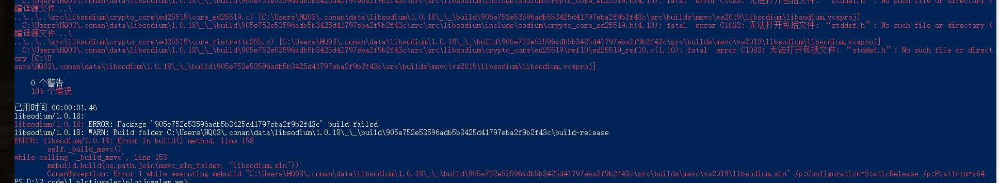 C:\Users\HQ03\.conan\data\libsodium\1.0.18\_\_\build\905e752e53596adb5b3425d41797eba2f9b2f43c\src\src\libsodium\include\sodium\crypto_core_ed25519.h(4,10): fatal  error C1083: 无法打开包括文件: “stddef.h”: No such file or directory (
编译源文件 ..\
..\..\..\src\libsodium\crypto_core\ed25519\core_ed25519.c) [C:\Users\HQ03\.conan\data\libsodium\1.0.18\_\_\build\905e752e53596adb5b3425d41797eba2f9b2f43c\src\builds\msvc\vs2019\libsodium\libsodium.vcxproj]
C:\Users\HQ03\.conan\data\libsodium\1.0.18\_\_\build\905e752e53596adb5b3425d41797eba2f9b2f43c\src\src\libsodium\include\sodium\crypto_core_ed25519.h(4,10): fatal  error C1083: 无法打开包括文件: “stddef.h”: No such file or directory (
编译源文件 ..\
..\..\..\src\libsodium\crypto_core\ed25519\core_ristretto255.c) [C:\Users\HQ03\.conan\data\libsodium\1.0.18\_\_\build\905e752e53596adb5b3425d41797eba2f9b2f43c\src\builds\msvc\vs2019\libsodium\libsodium.vcxproj]
C:\Users\HQ03\.conan\data\libsodium\1.0.18\_\_\build\905e752e53596adb5b3425d41797eba2f9b2f43c\src\src\libsodium\crypto_core\ed25519\ref10\ed25519_ref10.c(1,10): fatal  error C1083: 无法打开包括文件: “stddef.h”: No such file or direct
ory [C:\U
sers\HQ03\.conan\data\libsodium\1.0.18\_\_\build\905e752e53596adb5b3425d41797eba2f9b2f43c\src\builds\msvc\vs2019\libsodium\libsodium.vcxproj]
0 个警告
106 个错误
已用时间 00:00:01.46
libsodium/1.0.18:
libsodium/1.0.18: ERROR: Package '905e752e53596adb5b3425d41797eba2f9b2f43c' build failed
libsodium/1.0.18: WARN: Build folder C:\Users\HQ03\.conan\data\libsodium\1.0.18\_\_\build\905e752e53596adb5b3425d41797eba2f9b2f43c\build-release
ERROR: libsodium/1.0.18: Error in build() method, line 158
self._build_msvc()
while calling '_build_msvc', line 153
msbuild.build(os.path.join(msvc_sln_folder, "libsodium.sln"))
ConanException: Error 1 while executing msbuild "C:\Users\HQ03\.conan\data\libsodium\1.0.18\_\_\build\905e752e53596adb5b3425d41797eba2f9b2f43c\src\builds\msvc\vs2019\libsodium.sln" /p:Configuration=StaticRelease /p:Platform=x64
PS D:\2 code\1 plotjuggler\plotjuggler_ws>